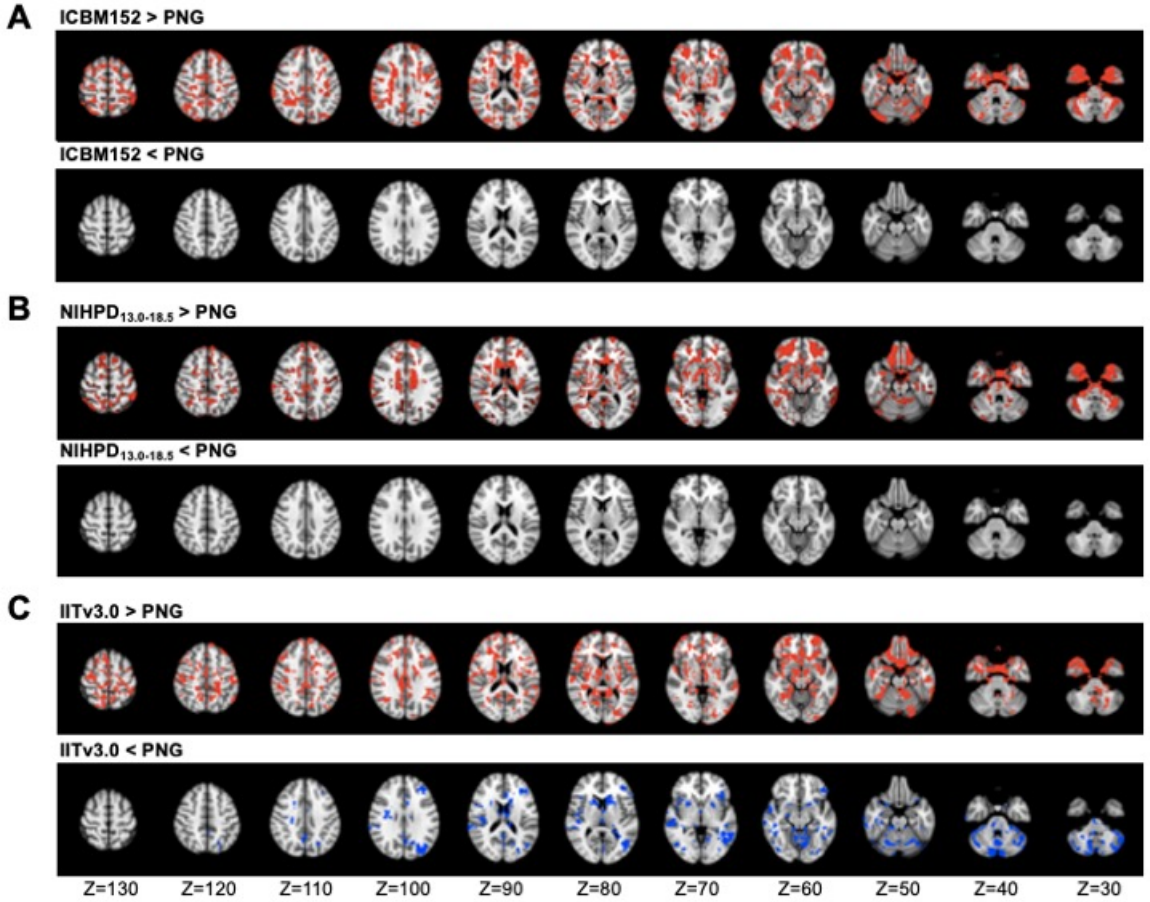 A
ICBM152 > PNG
ICBM152 < PNG
B
NIHPD13.0-18.5 > PNG
NIHPD13.0-18.5 < PNG
C
IITv3.0 > PNG
IITv3.0 < PNG
Z=130 Z=120 Z=110 Z=100 Z=90 Z=80 Z=70 Z=60 Z=50 Z=40 Z=30